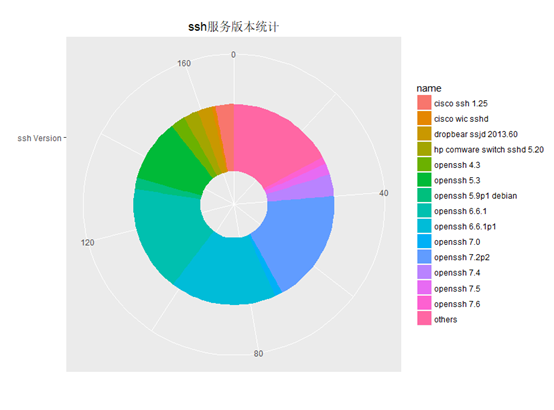 ssh服务版本统计
0
160
ssh Version
40
120
80
name
cisco ssh 1.25
cisco wic sshd
dropbear ssjd 2013.60
hp comware switch sshd 5.20
openssh 4.3
openssh 5.3
openssh 5.9p1 debian
openssh 6.6.1
openssh 6.6.1p1
openssh 7.0
openssh 7.2p2
openssh 7.4
openssh 7.5
openssh 7.6
others